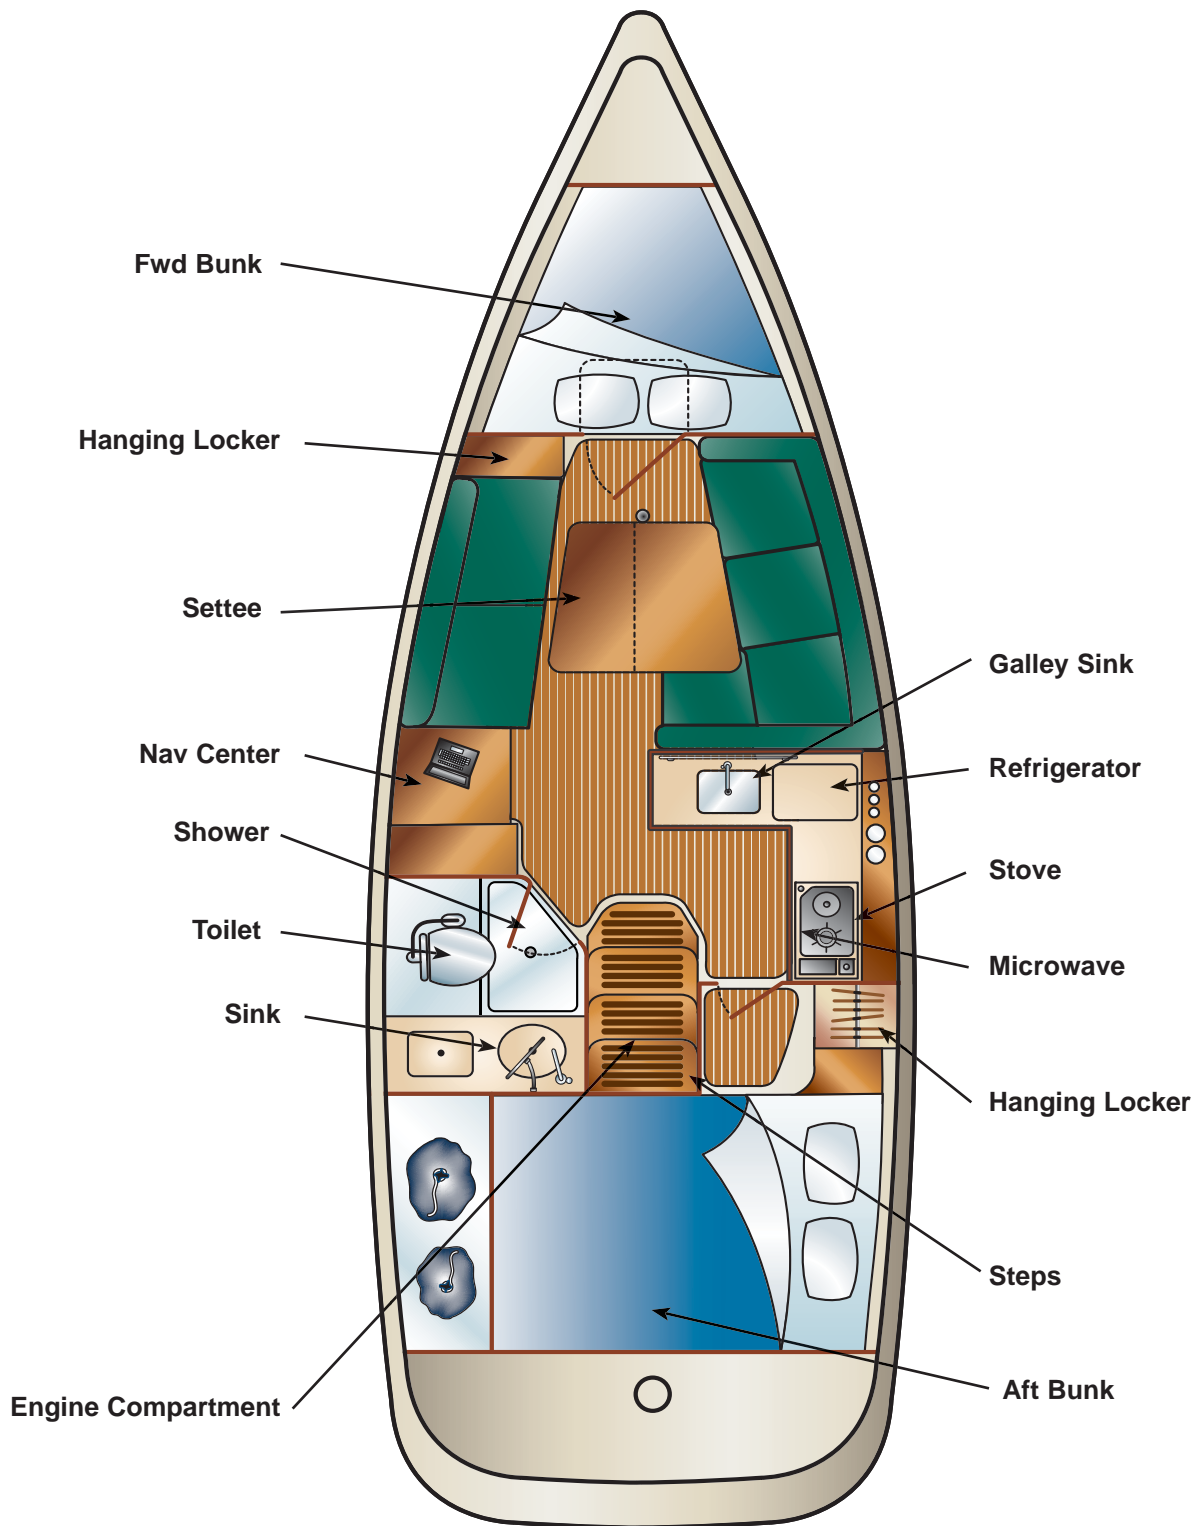 Fwd Bunk
Hanging Locker
Settee
Galley Sink
Nav Center
Refrigerator
Shower
Stove
Toilet
Microwave
Sink
Hanging Locker
Steps
Aft Bunk
Engine Compartment